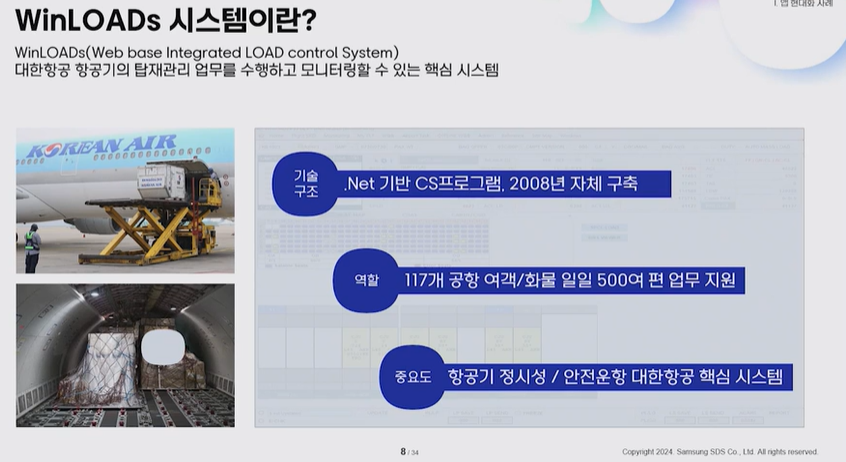 I. 앱 현대화 사례
WinLOADs 시스템이란?
WinLOADs(Web base Integrated LOAD control System)
대한항공 항공기의 탑재관리 업무를 수행하고 모니터링할 수 있는 핵심 시스템
KOREAN AIR
기술
구조
.Net 기반 CS프로그램, 2008년 자체 구축
역할
117개 공항 여객/화물 일일 500여 편 업무 지원
중요도
항공기 정시성 / 안전운항 대한항공 핵심 시스템
8 / 34
Copyright 2024. Samsung SDS Co., Ltd. All rights reserved.